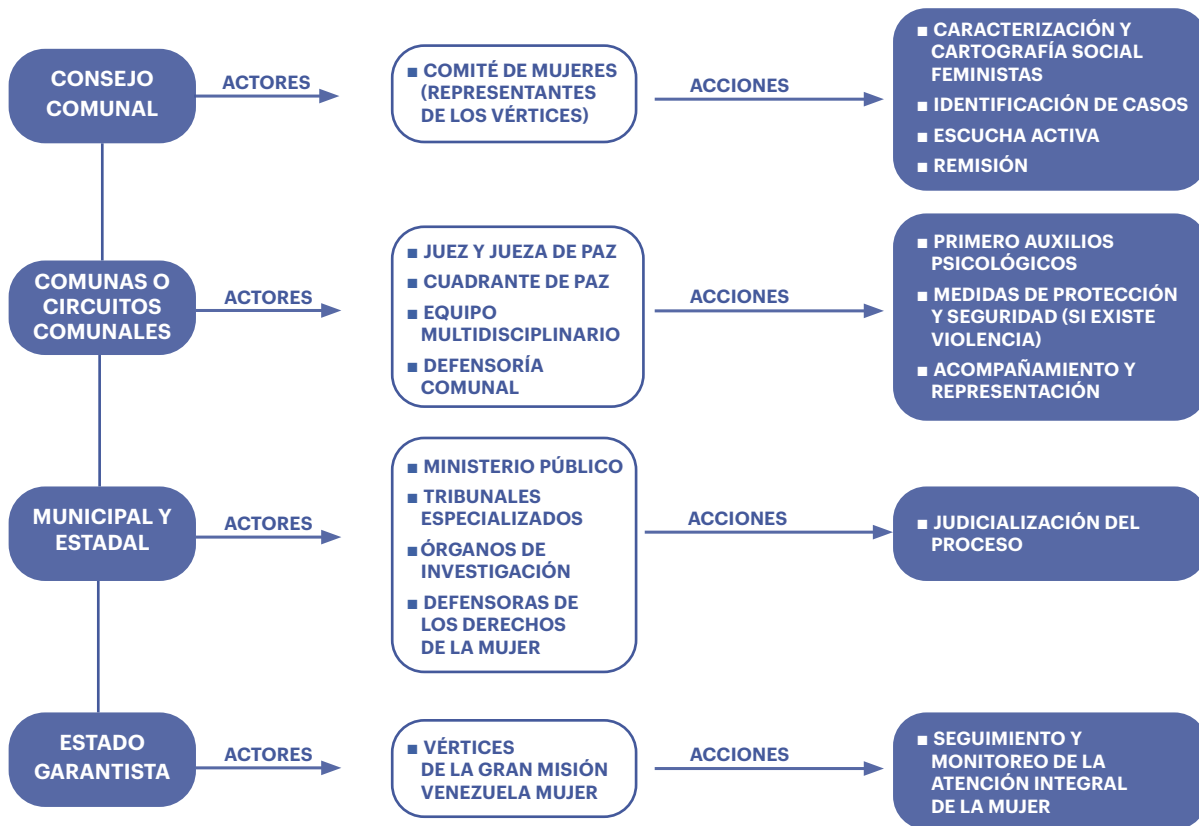 CONSEJO
COMUNAL
ACTORES
■ COMITÉ DE MUJERES
(REPRESENTANTES
DE LOS VÉRTICES)
ACCIONES
■ CARACTERIZACIÓN Y
CARTOGRAFÍA SOCIAL
FEMINISTAS
■ IDENTIFICACIÓN DE CASOS
■ ESCUCHA ACTIVA
■ REMISIÓN
COMUNAS O
CIRCUITOS
COMUNALES
ACTORES
■ JUEZ Y JUEZA DE PAZ
■ CUADRANTE DE PAZ
■ EQUIPO
MULTIDISCIPLINARIO
■ DEFENSORÍA
COMUNAL
ACCIONES
■ PRIMERO AUXILIOS
PSICOLÓGICOS
■ MEDIDAS DE PROTECCIÓN
Y SEGURIDAD (SI EXISTE
VIOLENCIA)
■ ACOMPAÑAMIENTO Y
REPRESENTACIÓN
MUNICIPAL Y
ESTADAL
ACTORES
■ MINISTERIO PÚBLICO
■ TRIBUNALES
ESPECIALIZADOS
■ ÓRGANOS DE
INVESTIGACIÓN
■ DEFENSORAS DE
LOS DERECHOS
DE LA MUJER
ACCIONES
■ JUDICIALIZACIÓN DEL
PROCESO
ESTADO
GARANTISTA
ACTORES
■ VÉRTICES
DE LA GRAN MISIÓN
VENEZUELA MUJER
ACCIONES
■ SEGUIMIENTO Y
MONITOREO DE LA
ATENCIÓN INTEGRAL
DE LA MUJER